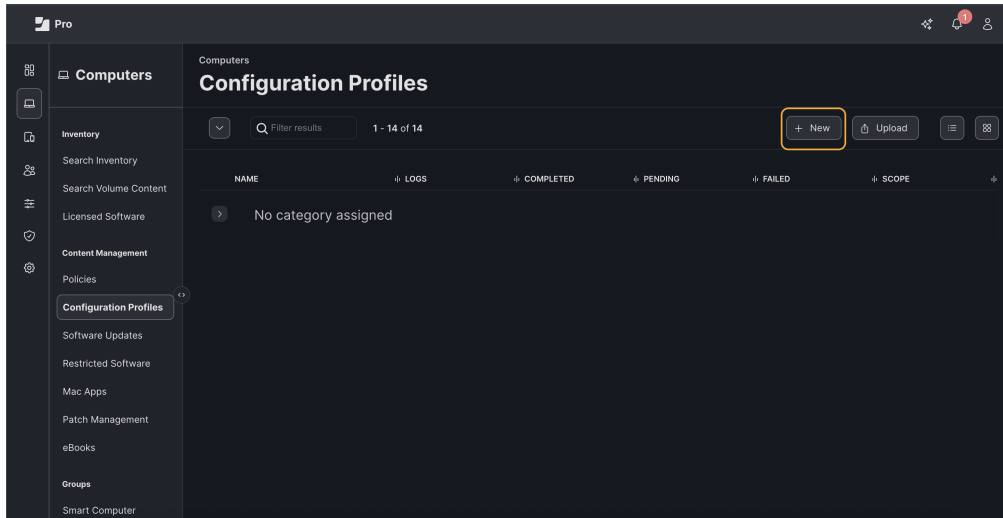 Pro
1
Computers
Computers
Configuration Profiles
Inventory
Filter results
1 - 14 of 14
+ New
Upload
Search Inventory
Search Volume Content
NAME
LOGS
COMPLETED
PENDING
FAILED
SCOPE
Licensed Software
No category assigned
Content Management
Policies
Configuration Profiles
Software Updates
Restricted Software
Mac Apps
Patch Management
eBooks
Groups
Smart Computer